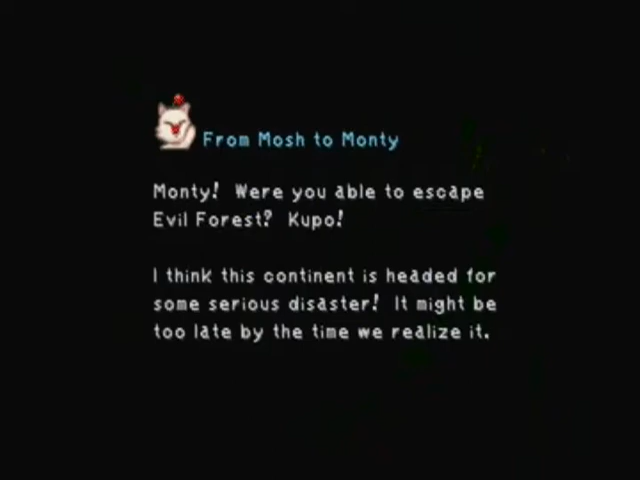 From Mosh to Monty
Monty! Were you able to escape
Evil Forest? Kupo!
I think this continent is headed for
some serious disaster! It might be
too late by the time we realize it.